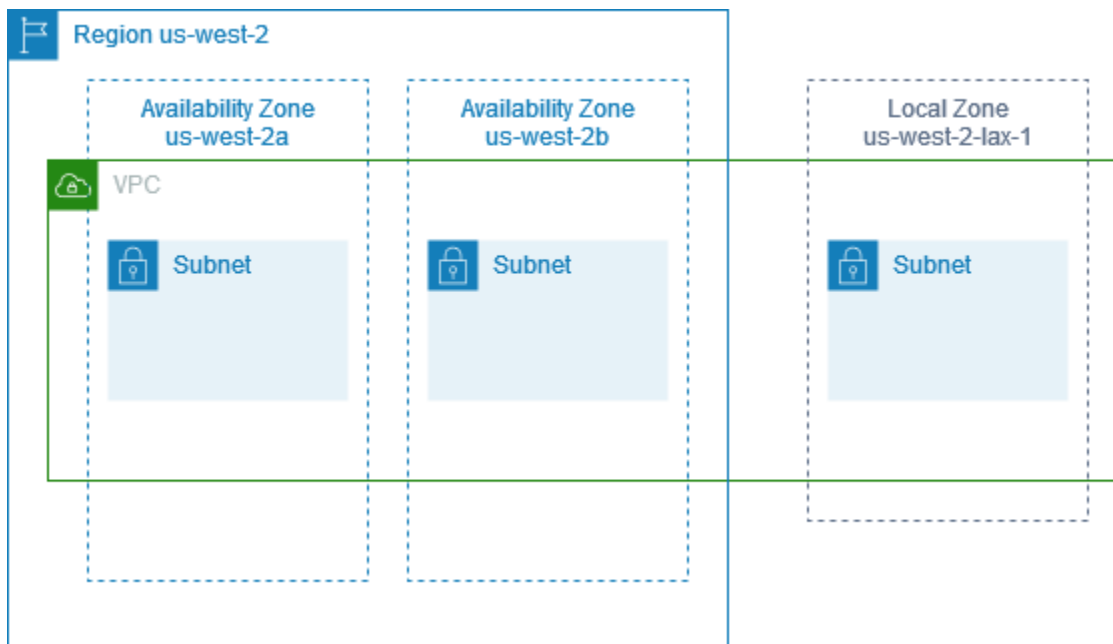 Region us-west-2
Availability Zone
us-west-2a
Availability Zone
us-west-2b
Local Zone
us-west-2-lax-1
VPC
Subnet
Subnet
Subnet